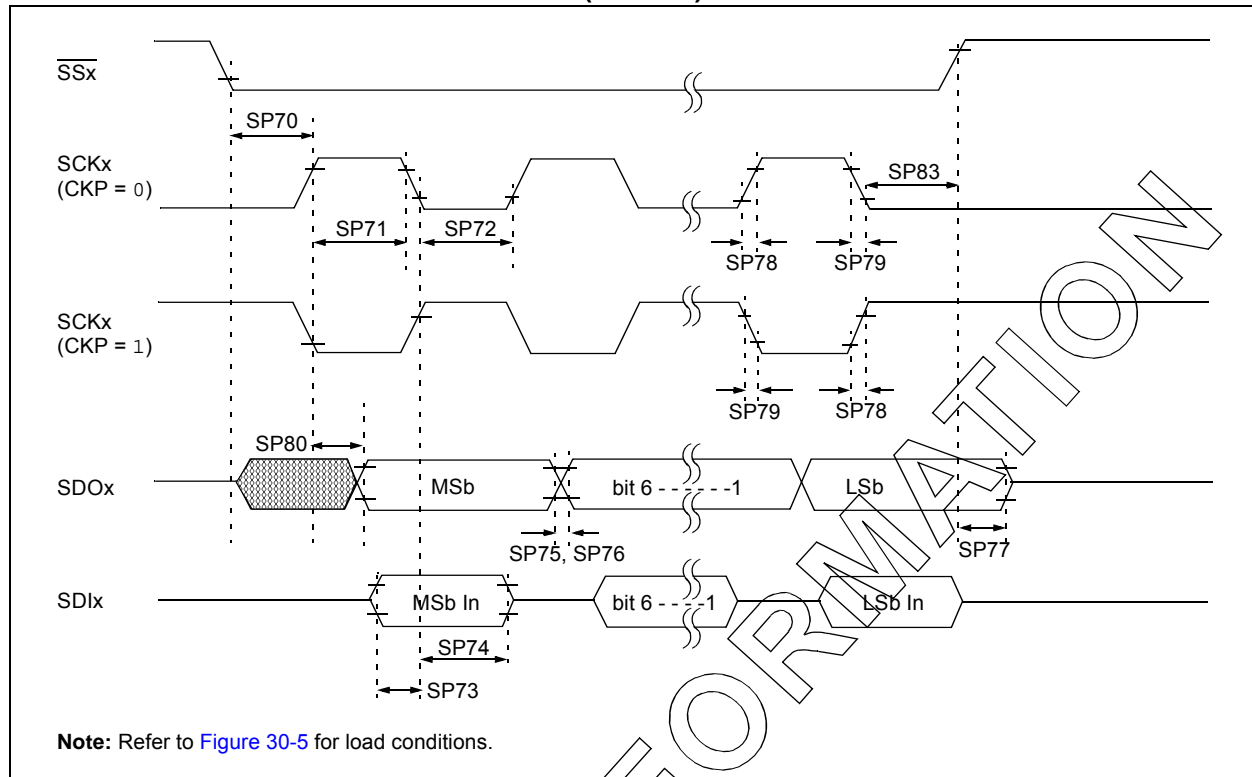 SSx
SP70
SCKx
(CKP = 0)
SP83
SP71
SP72
SP78
SP79
SCKx
(CKP = 1)
SP79
SP78
SP80
SDOx
MSb
bit 6 - - - - - -1
LSb
SP75, SP76
SP77
SDIx
MSb In
bit 6 - - - -1
LSb In
SP74
SP73
Note: Refer to Figure 30-5 for load conditions.
FORMATION